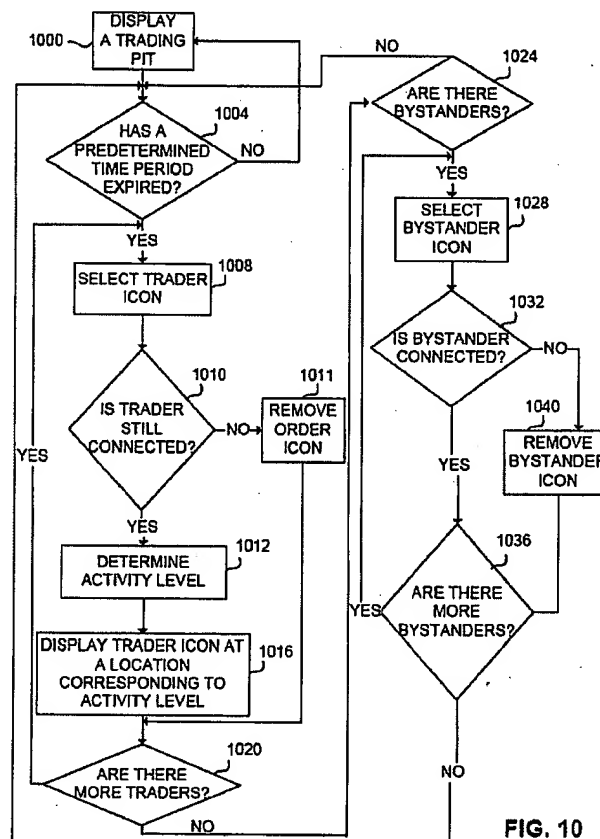 1000
DISPLAY
A TRADING
PIT
1004
HAS A
PREDETERMINED
TIME PERIOD
EXPIRED?
NO
YES
1008
SELECT TRADER
ICON
1010
IS TRADER
STILL
CONNECTED?
NO
1011
REMOVE
ORDER
ICON
YES
YES
1012
DETERMINE
ACTIVITY LEVEL
DISPLAY TRADER ICON AT
A LOCATION
CORRESPONDING TO
ACTIVITY LEVEL
1016
1020
ARE THERE
MORE TRADERS?
NO
NO
1024
ARE THERE
BYSTANDERS?
YES
SELECT
BYSTANDER
ICON
1028
1032
IS BYSTANDER
CONNECTED?
NO
1040
REMOVE
BYSTANDER
ICON
YES
1036
ARE THERE
MORE
BYSTANDERS?
YES
NO
FIG. 10